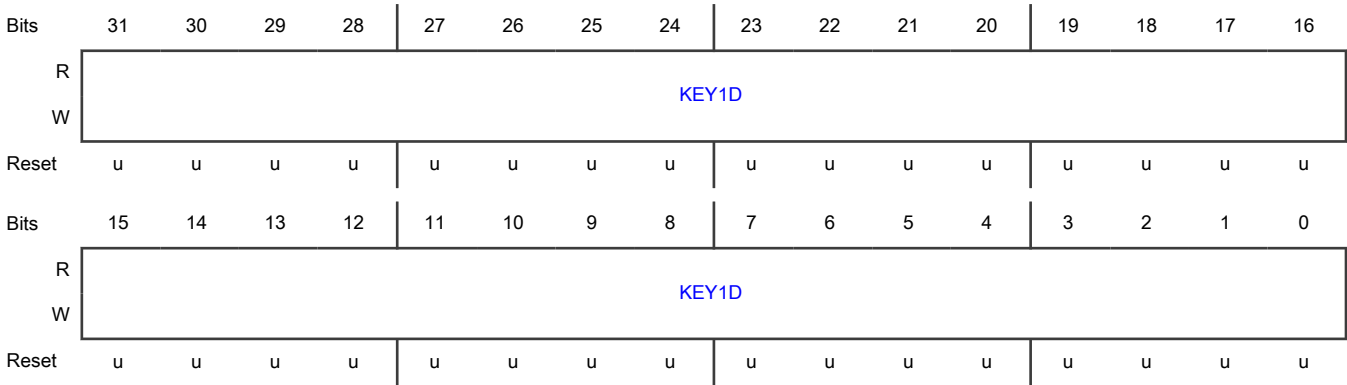 Bits 31 30 29 28 27 26 25 24 23 22 21 20 19 18 17 16
R
KEY1D
W
Reset u u u u u u u u u u u u u u u u
Bits 15 14 13 12 11 10 9 8 7 6 5 4 3 2 1 0
R
KEY1D
W
Reset u u u u u u u u u u u u u u u u